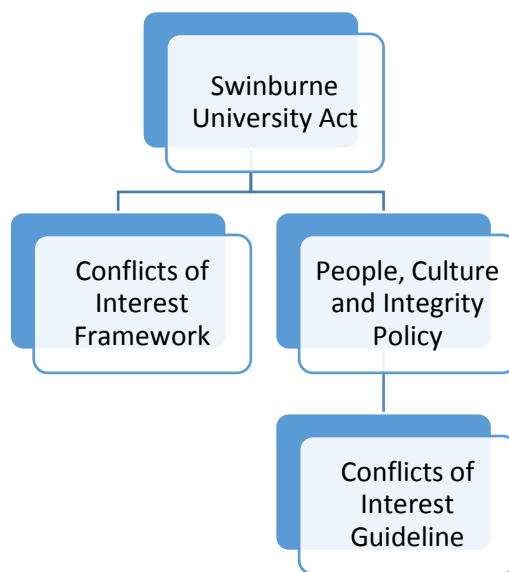 Swinburne
University Act
Conflicts of
Interest
Framework
People, Culture
and Integrity
Policy
Conflicts of
Interest
Guideline